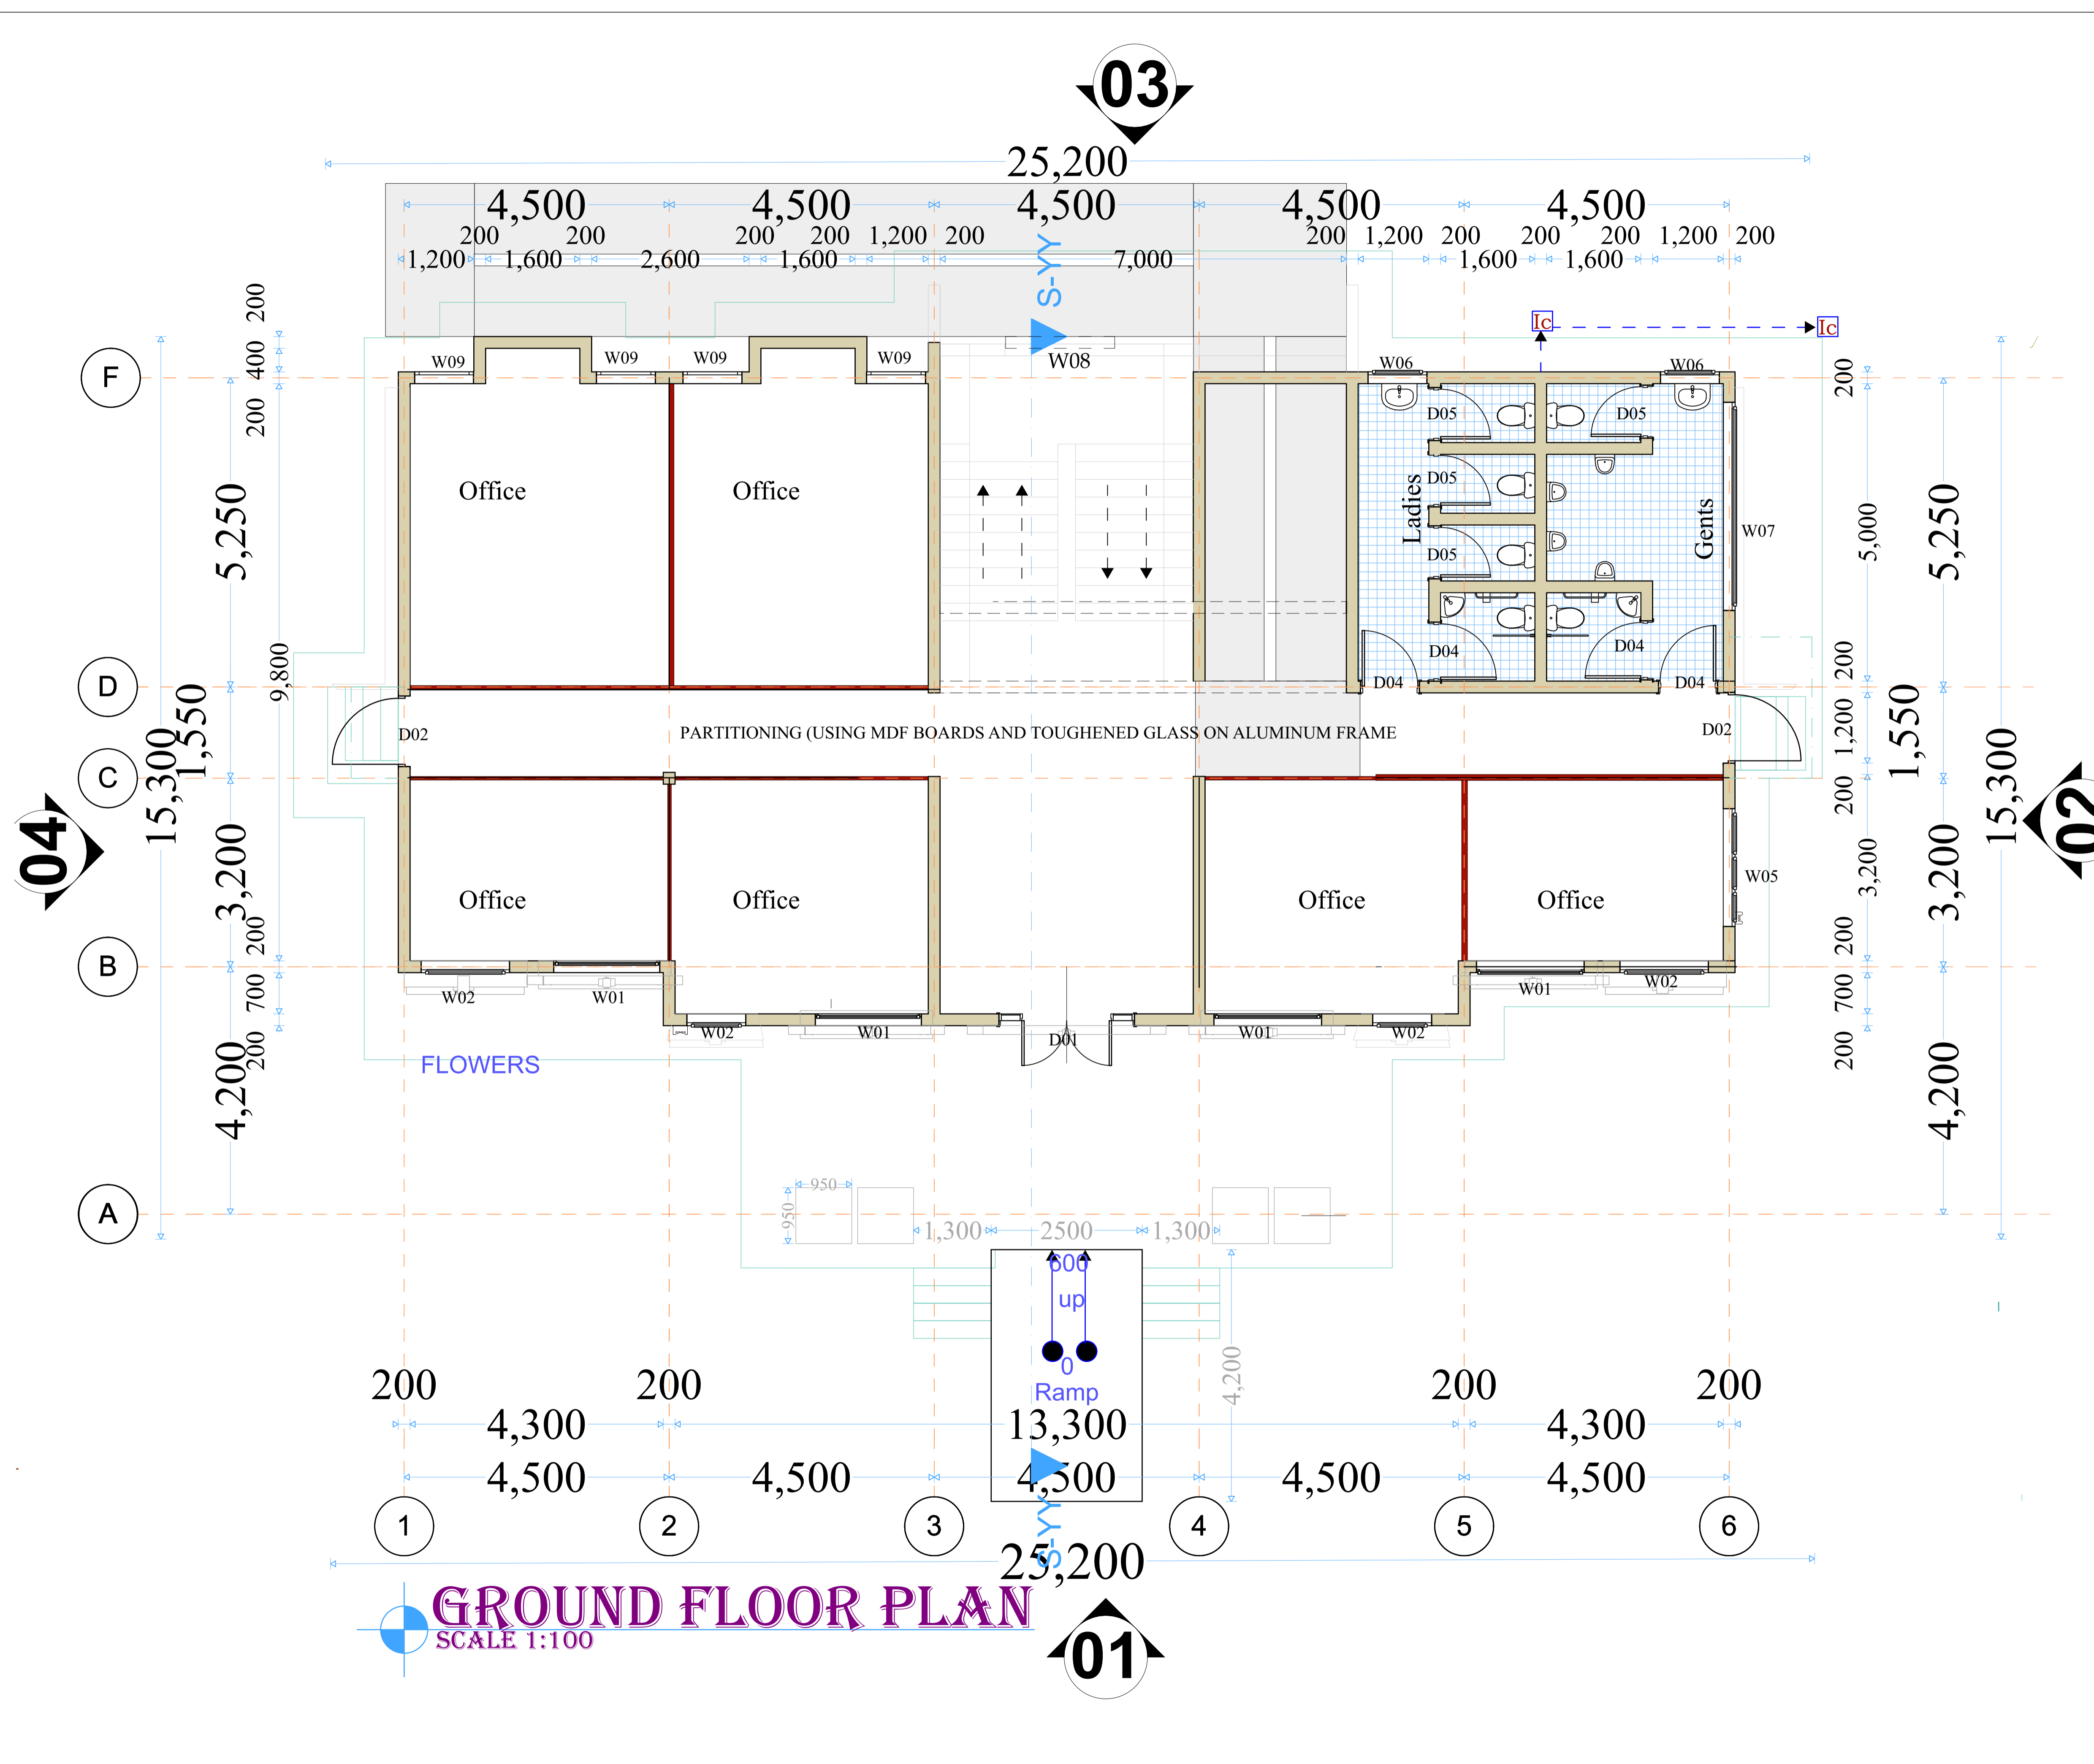 03
25,200
4,500 4,500 4,500 4,500 4,500
200 200 200 200 1,200 200 200 1,200 200 200 200 1,200 200
1,200 1,600 2,600 1,600 7,000 1,600 1,600
S-YY
Ic Ic
W09 W09 W09 W09 W08 W06 W06
F
200
400
200
200
D05 D05
Office Office
Ladies
D05
Gents
W07
D05
5,250
5,000
5,250
9,800
D04 D04
D04 D04
D
200
1,550
1,200
1,550
D02
PARTITIONING (USING MDF BOARDS AND TOUGHENED GLASS ON ALUMINUM FRAME
D02
C
15,300
200
15,300
04
02
3,200
3,200
3,200
W05
Office Office Office Office
200
200
B
W02 W01 W01 W02
700
700
W02 W01 D01 W01 W02
200
200
FLOWERS
4,200
4,200
A
950
950
1,300 2500 1,300
600
up
0
Ramp
4,200
200 200 200 200
4,300 13,300 4,300
4,500 4,500 4,500 4,500 4,500
1 2 3 4 5 6
S-YY
25,200
GROUND FLOOR PLAN
SCALE 1:100
01